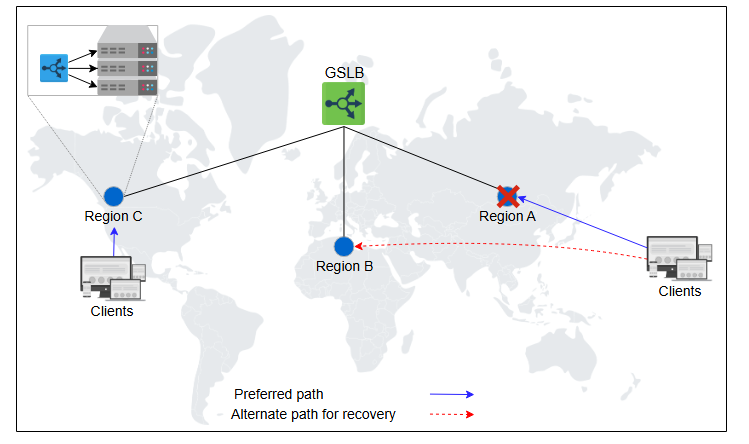 GSLB
Region C
Region A
Region B
Clients
Clients
Preferred path
Alternate path for recovery